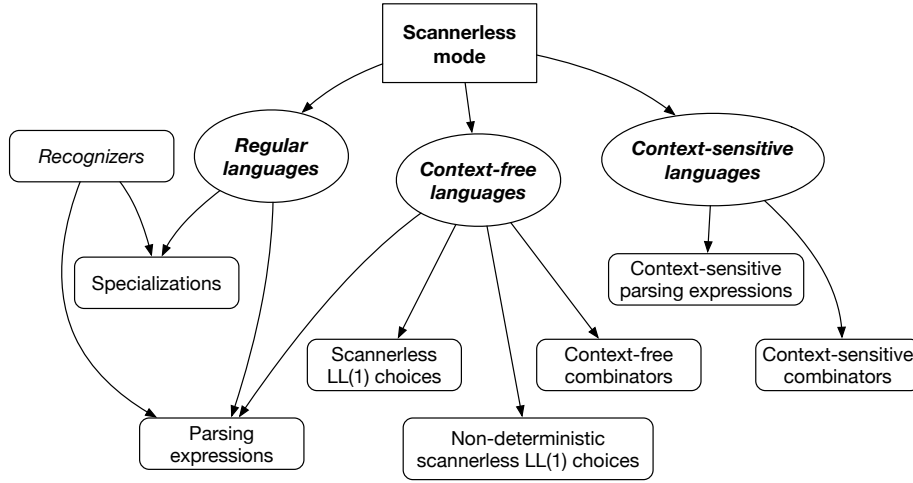 Scannerless
mode
Recognizers
Regular
languages
Context-free
languages
Context-sensitive
languages
Specializations
Context-sensitive
parsing expressions
Scannerless
LL(1) choices
Context-free
combinators
Context-sensitive
combinators
Parsing
expressions
Non-deterministic
scannerless LL(1) choices